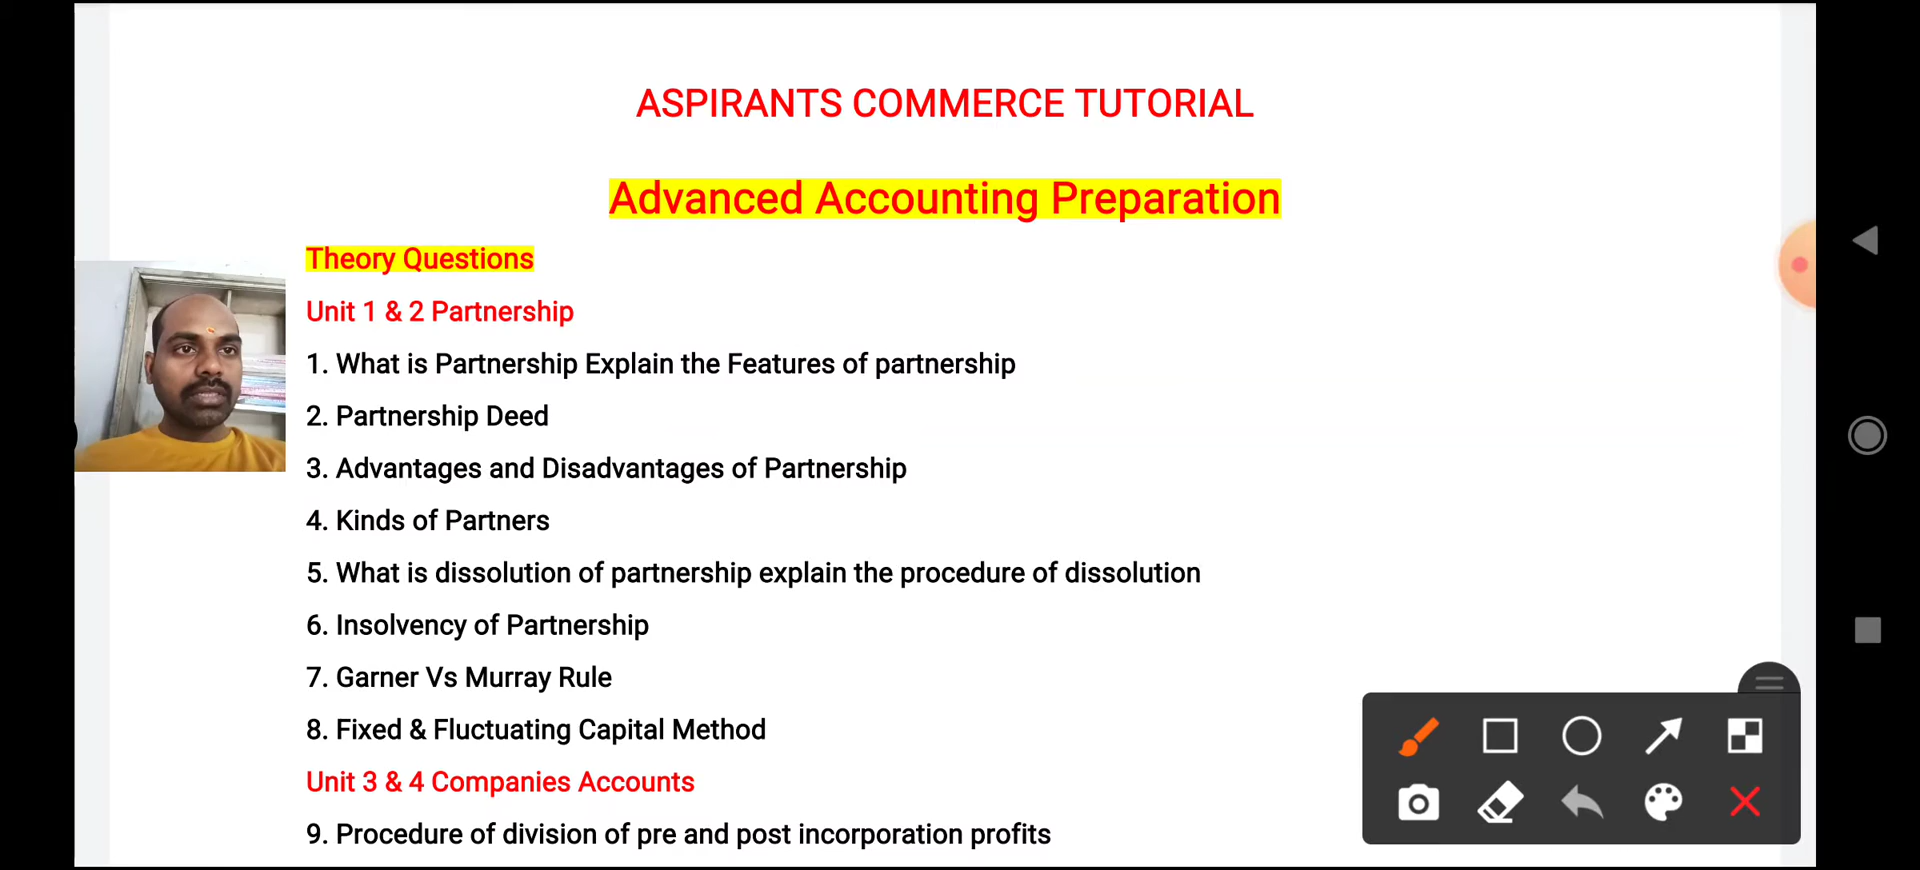 ASPIRANTS COMMERCE TUTORIAL
Advanced Accounting Preparation
Theory Questions
Unit 1 & 2 Partnership
1. What is Partnership Explain the Features of partnership
2. Partnership Deed
3. Advantages and Disadvantages of Partnership
4. Kinds of Partners
5. What is dissolution of partnership explain the procedure of dissolution
6. Insolvency of Partnership
7. Garner Vs Murray Rule
8. Fixed & Fluctuating Capital Method
Unit 3 & 4 Companies Accounts
9. Procedure of division of pre and post incorporation profits